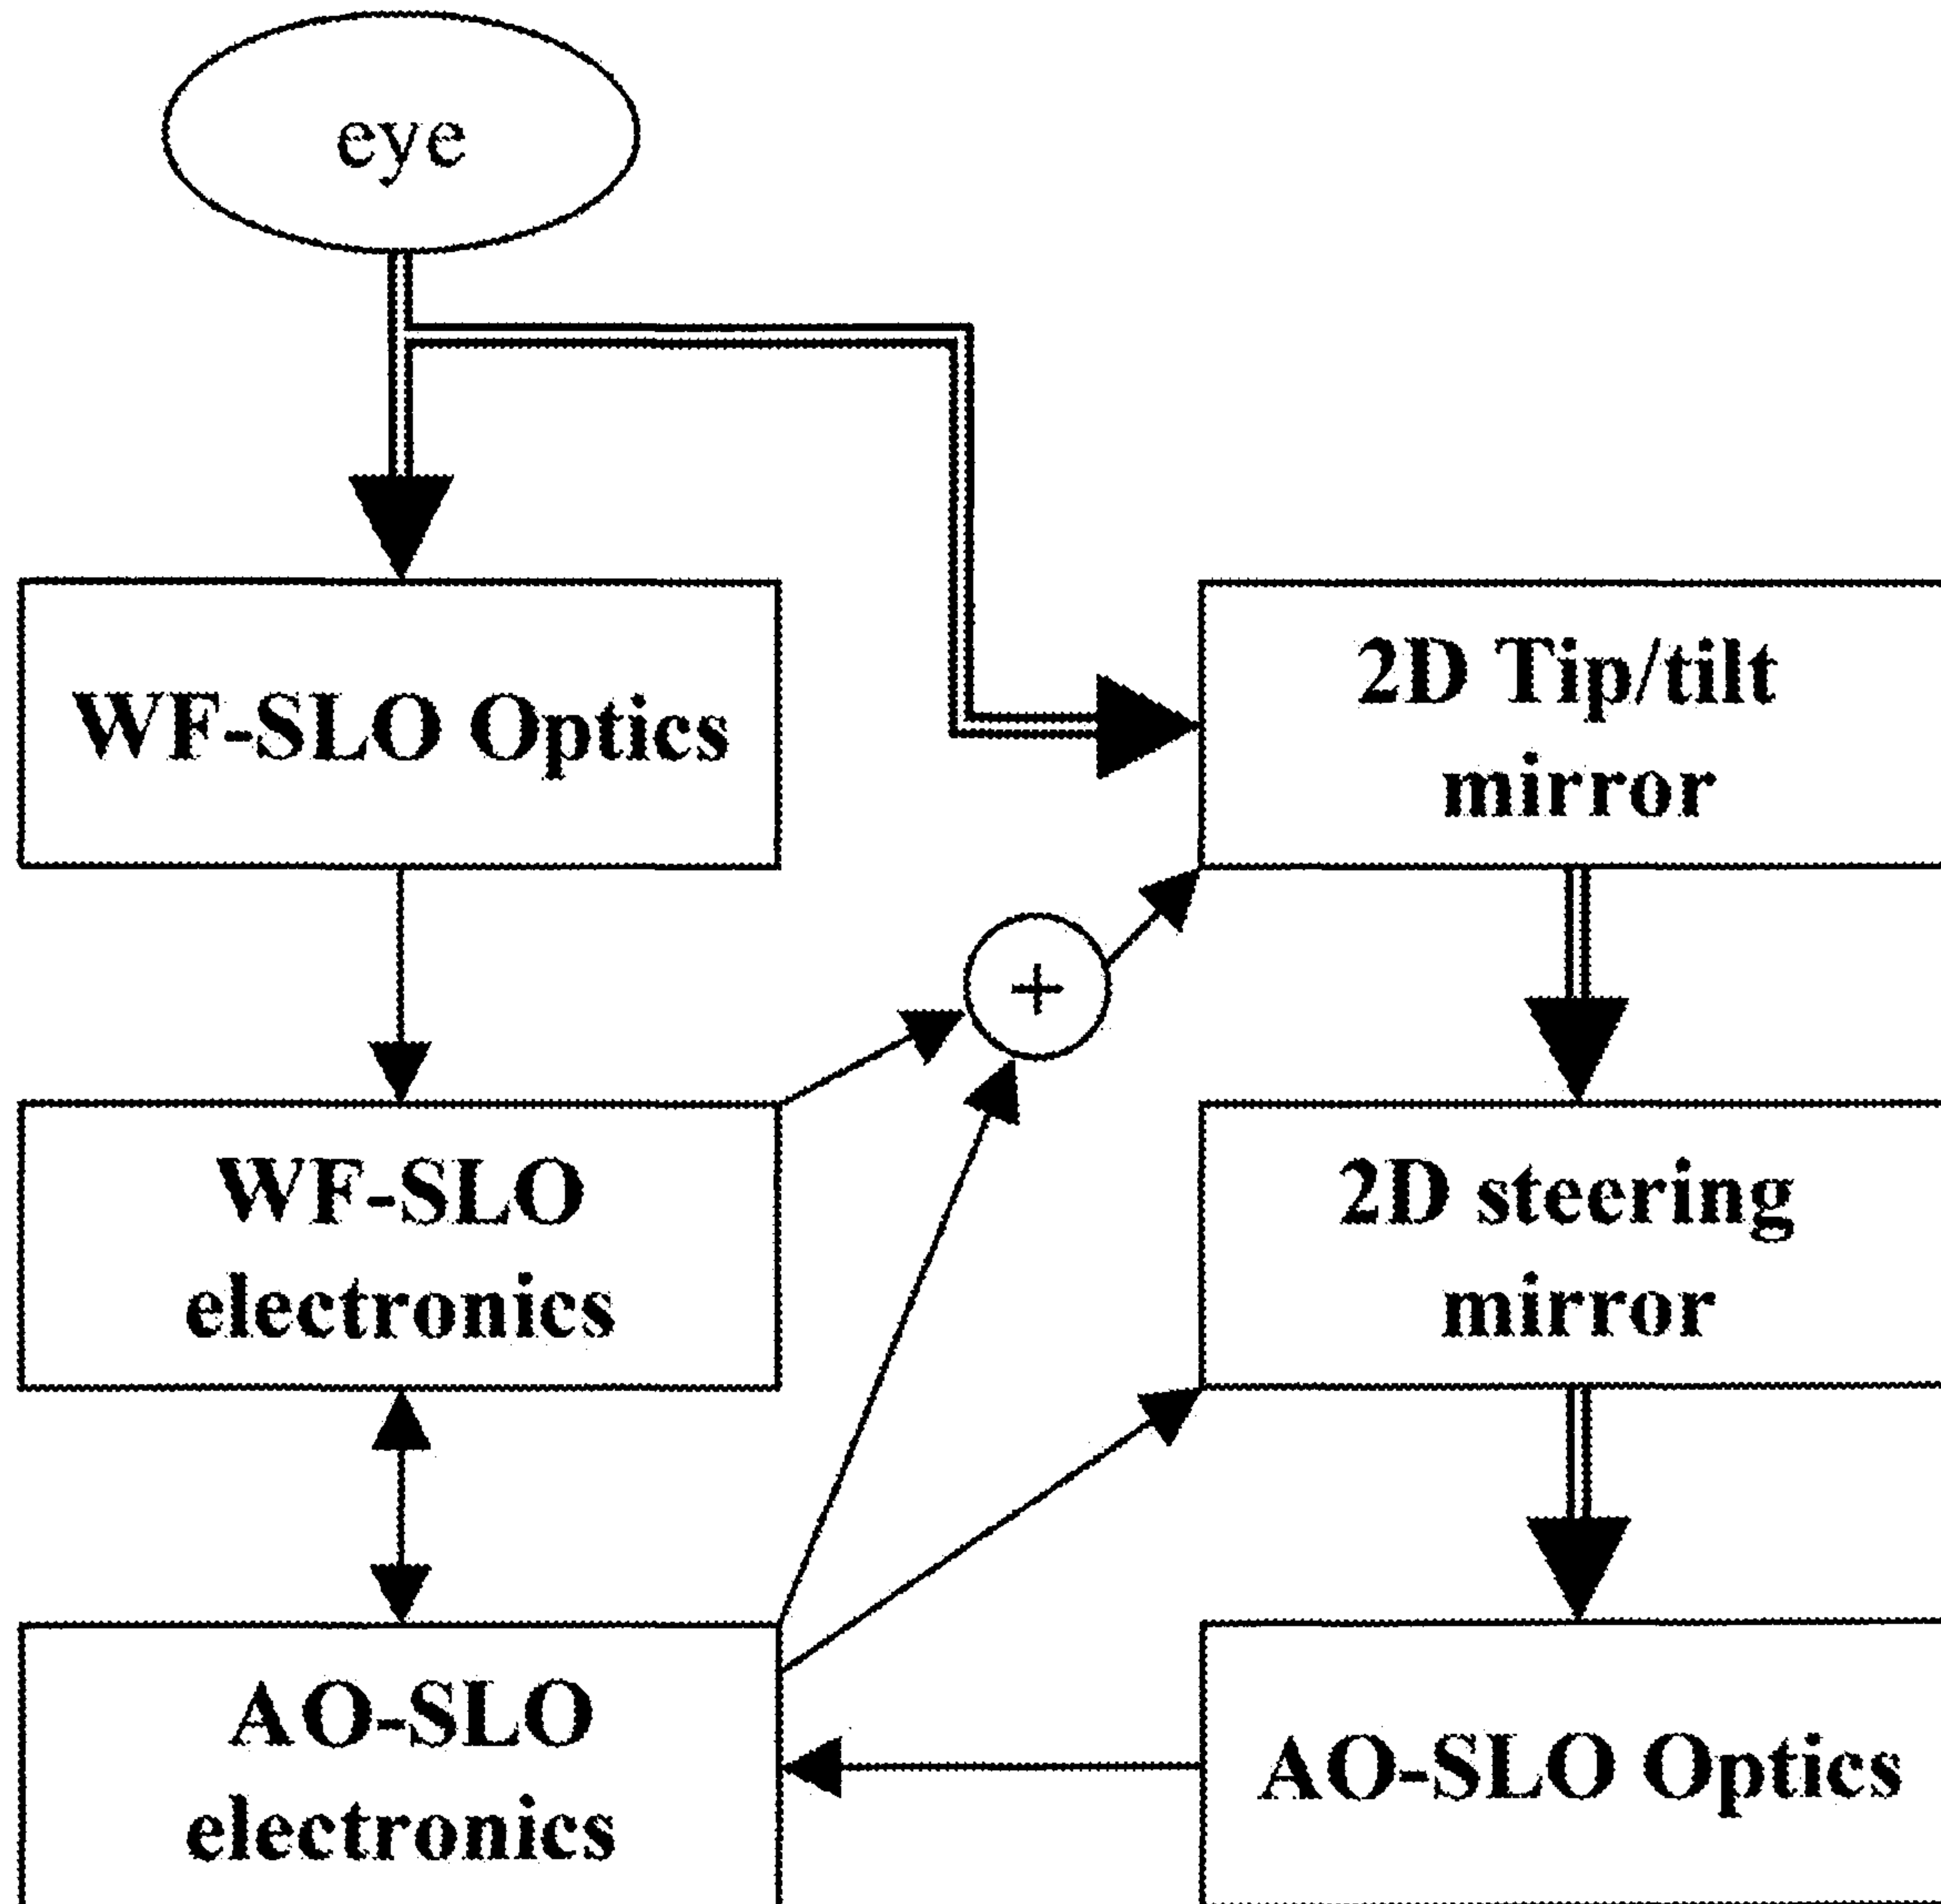 eye
WF-SLO Optics
2D Tip/tilt
mirror
+
WF-SLO
electronics
2D steering
mirror
AO-SLO
electronics
AO-SLO Optics